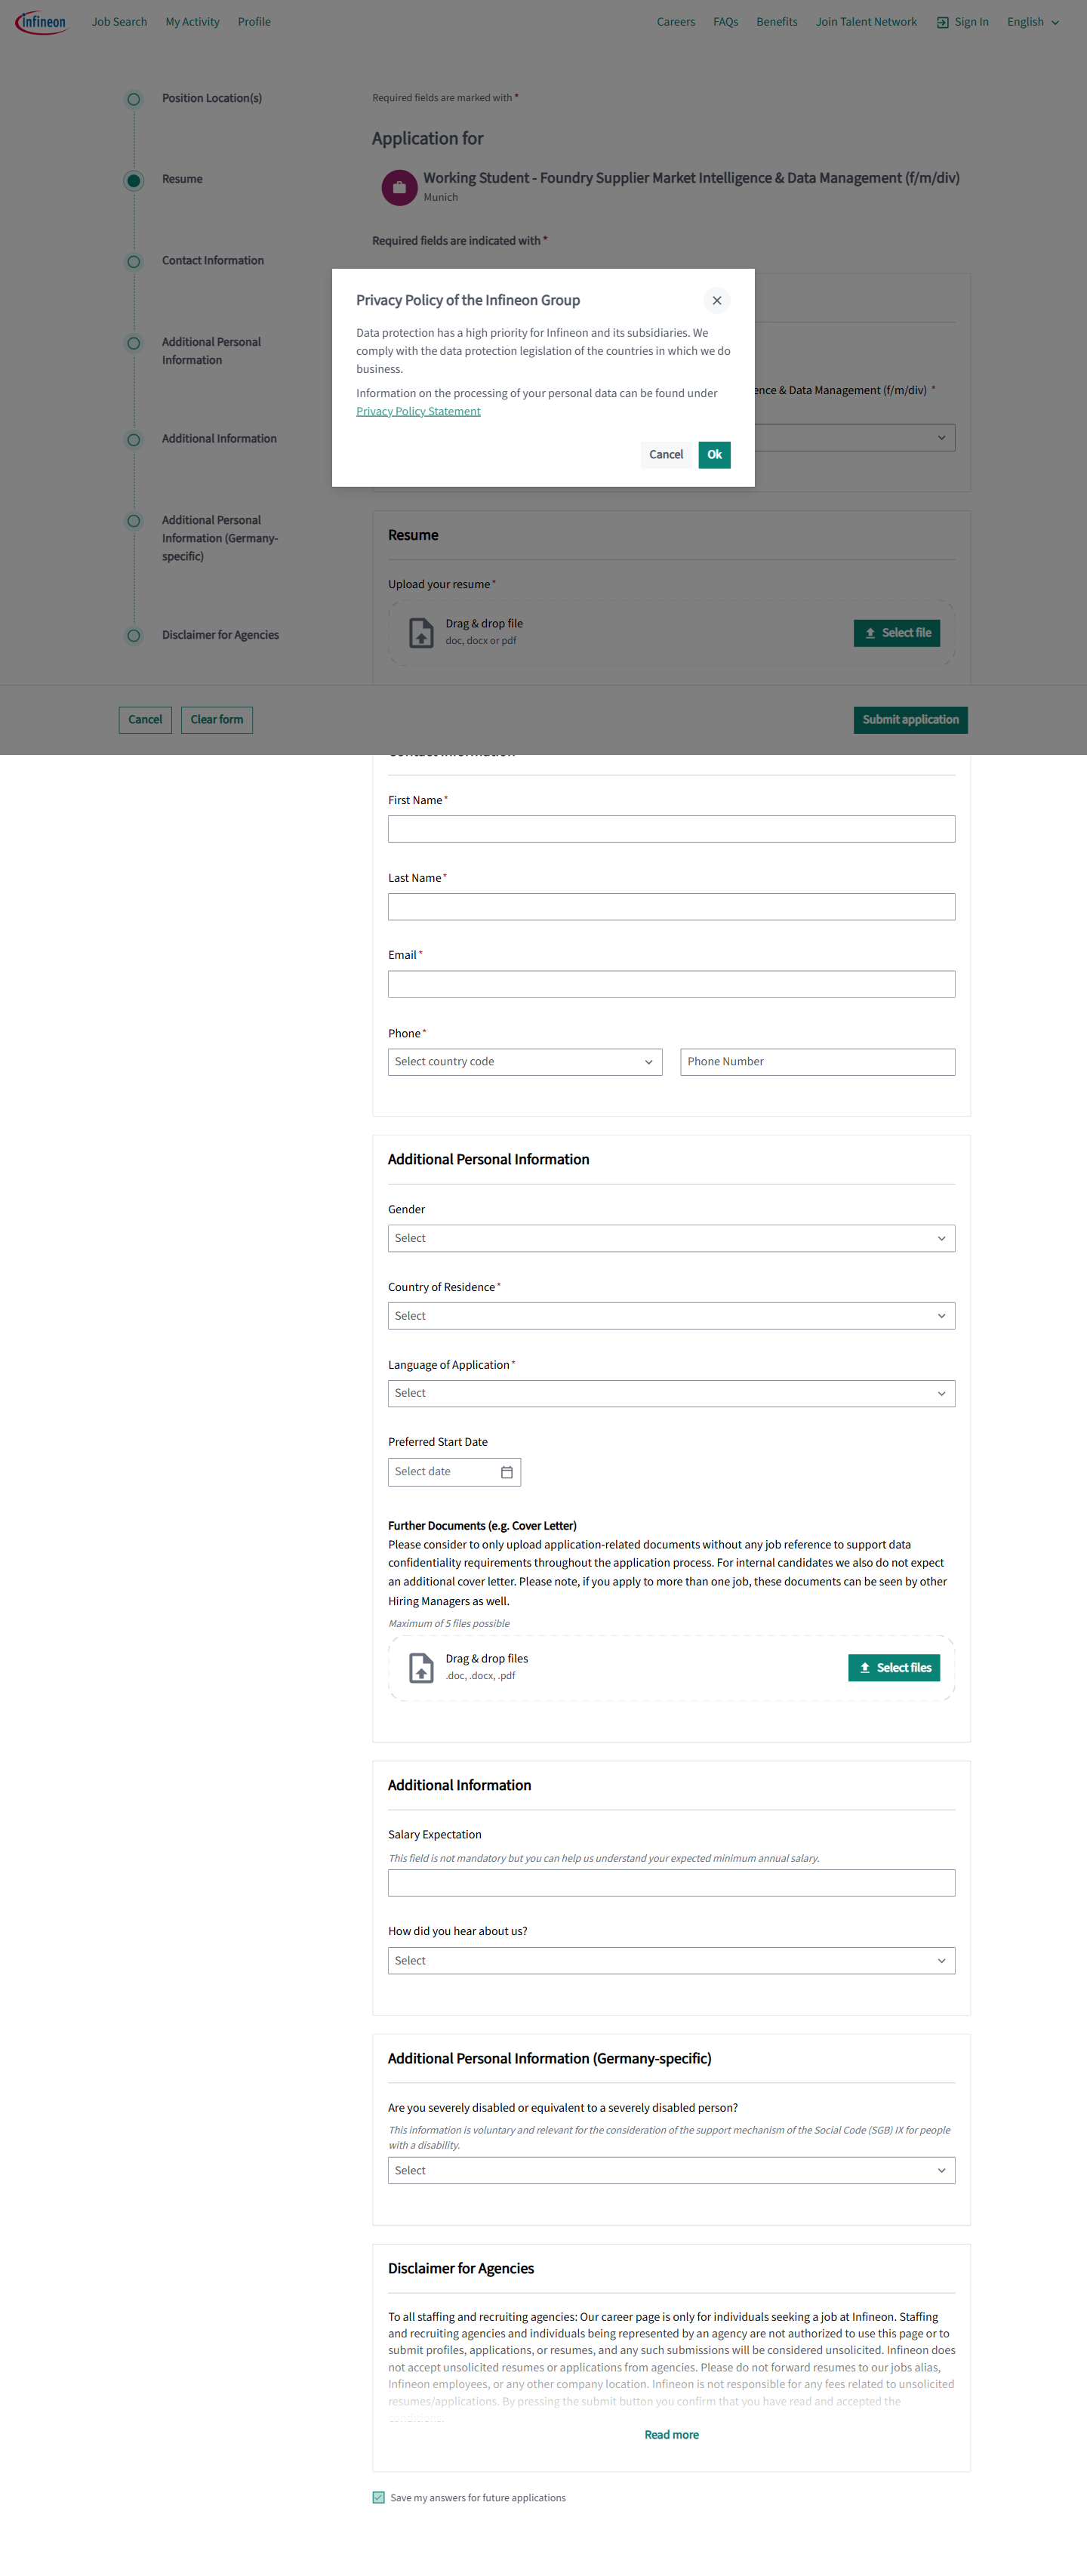 infineon
Job Search
My Activity
Profile
Careers
FAQs
Benefits
Join Talent Network
Sign In
English
Position Location(s)
Resume
Contact Information
Additional Personal
Information
Additional Information
Additional Personal
Information (Germany-
specific)
Disclaimer for Agencies
Required fields are marked with *
Application for
Working Student - Foundry Supplier Market Intelligence & Data Management (f/m/div)
Munich
Required fields are indicated with *
Privacy Policy of the Infineon Group
Data protection has a high priority for Infineon and its subsidiaries. We
comply with the data protection legislation of the countries in which we do
business.
Information on the processing of your personal data can be found under
Privacy Policy Statement
Cancel
Ok
& Data Management (f/m/div) *
Resume
Upload your resume *
Drag & drop file
doc, docx or pdf
Select file
Cancel
Clear form
Submit application
First Name *
Last Name *
Email *
Phone *
Select country code
Phone Number
Additional Personal Information
Gender
Select
Country of Residence *
Select
Language of Application *
Select
Preferred Start Date
Select date
Further Documents (e.g. Cover Letter)
Please consider to only upload application-related documents without any job reference to support data
confidentiality requirements throughout the application process. For internal candidates we also do not expect
an additional cover letter. Please note, if you apply to more than one job, these documents can be seen by other
Hiring Managers as well.
Maximum of 5 files possible
Drag & drop files
.doc, .docx, .pdf
Select files
Additional Information
Salary Expectation
This field is not mandatory but you can help us understand your expected minimum annual salary.
How did you hear about us?
Select
Additional Personal Information (Germany-specific)
Are you severely disabled or equivalent to a severely disabled person?
This information is voluntary and relevant for the consideration of the support mechanism of the Social Code (SGB) IX for people
with a disability.
Select
Disclaimer for Agencies
To all staffing and recruiting agencies: Our career page is only for individuals seeking a job at Infineon. Staffing
and recruiting agencies and individuals being represented by an agency are not authorized to use this page or to
submit profiles, applications, or resumes, and any such submissions will be considered unsolicited. Infineon does
not accept unsolicited resumes or applications from agencies. Please do not forward resumes to our jobs alias,
Infineon employees, or any other company location. Infineon is not responsible for any fees related to unsolicited
resumes/applications. By pressing the submit button you confirm that you have read and accepted the
Read more
Save my answers for future applications